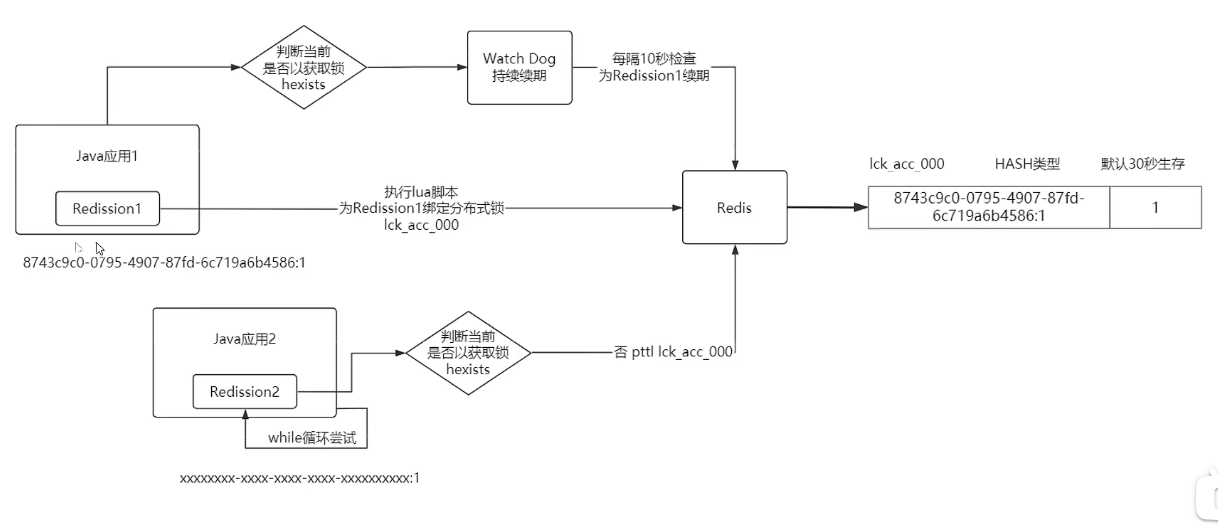 判断当前
是否以获取锁
hexists
Watch Dog
持续续期
每隔10秒检查
为Redission1续期
Java应用1
Redission1
8743c9c0-0795-4907-87fd-6c719a6b4586:1
执行lua脚本
为Redission1绑定分布式锁
lck_acc_000
Redis
lck_acc_000 HASH类型 默认30秒生存
8743c9c0-0795-4907-87fd-
6c719a6b4586:1
1
Java应用2
Redission2
while循环尝试
xxxxxxxx-xxxx-xxxx-xxxx-xxxxxxxxxx:1
判断当前
是否以获取锁
hexists
否 pttl lck_acc_000